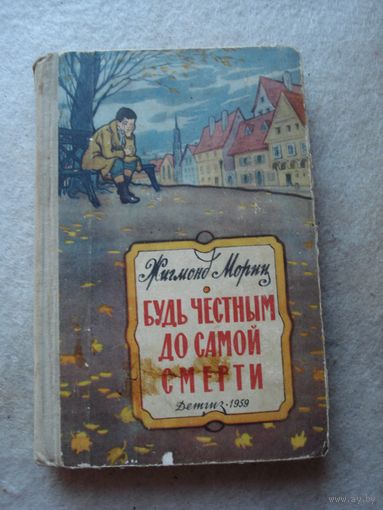 Жигмонд Мориц
БУДЬ ЧЕСТНЫМ
ДО САМОЙ
СМЕРТИ
Детгиз · 1959
www.ay.by